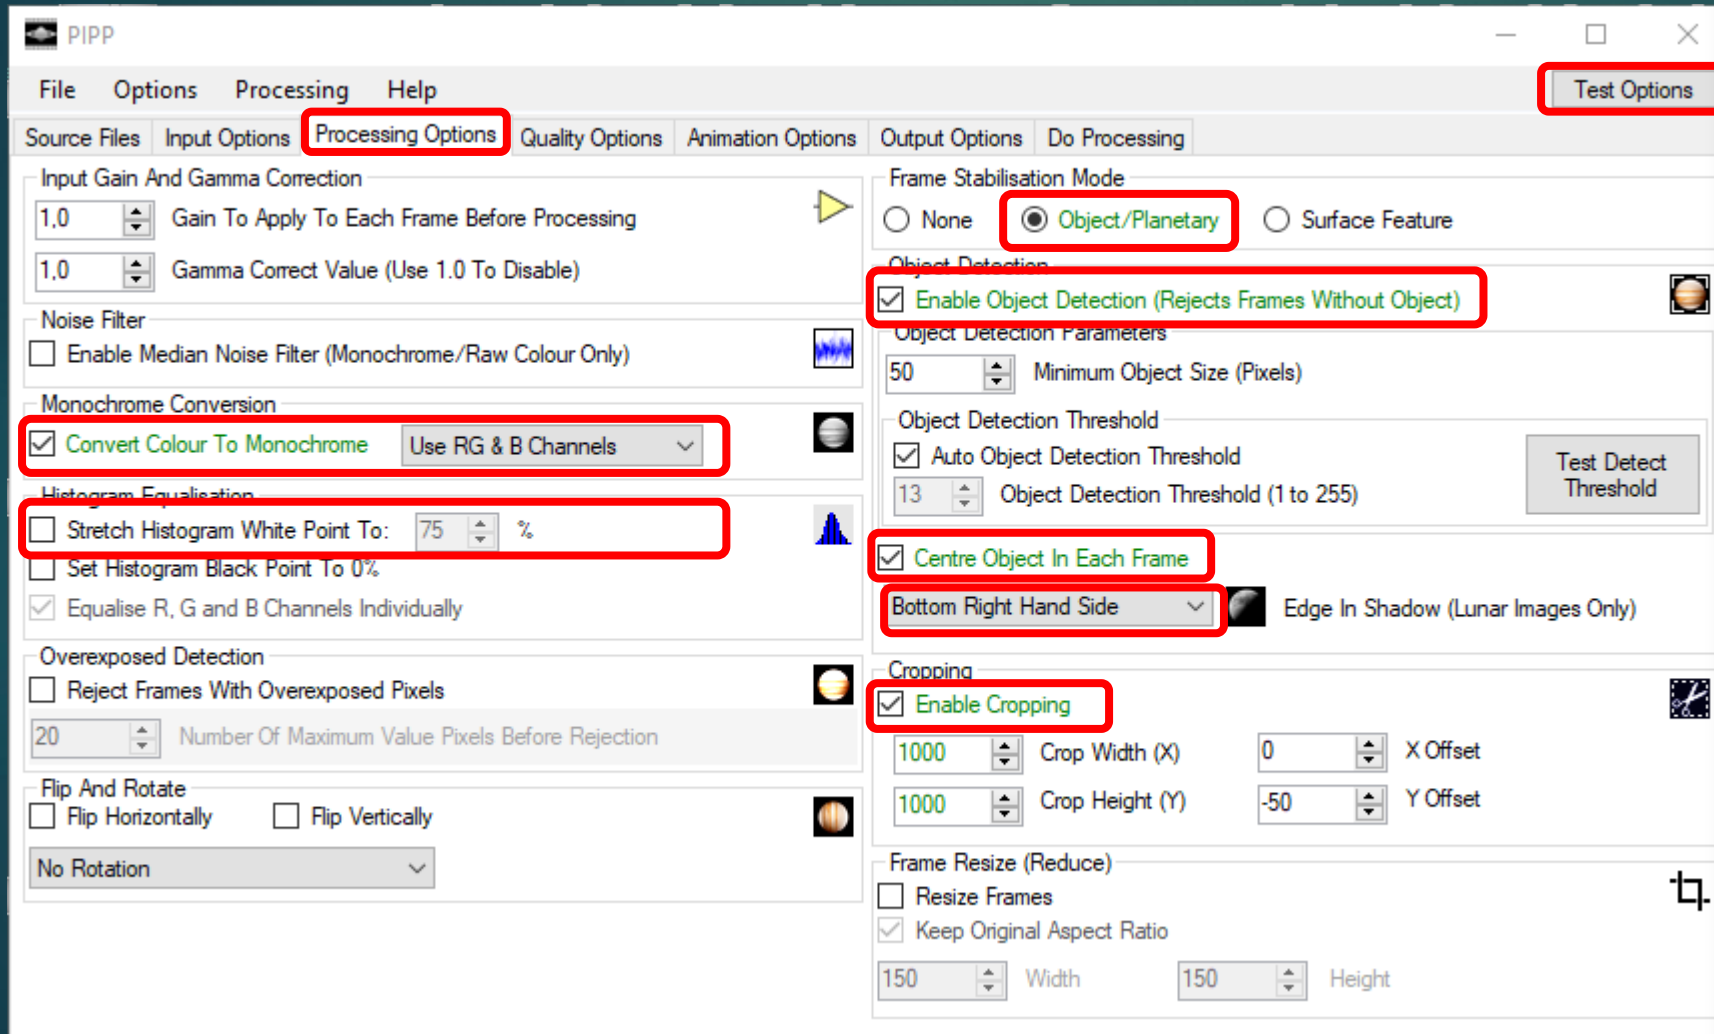 PIPP
File Options Processing Help
Test Options
Source Files Input Options Processing Options Quality Options Animation Options Output Options Do Processing
Input Gain And Gamma Correction
1,0 Gain To Apply To Each Frame Before Processing
1,0 Gamma Correct Value (Use 1.0 To Disable)
Noise Filter
Enable Median Noise Filter (Monochrome/Raw Colour Only)
Monochrome Conversion
Convert Colour To Monochrome Use RG & B Channels
Histogram Equalisation
Stretch Histogram White Point To: 75 %
Set Histogram Black Point To 0%
Equalise R, G and B Channels Individually
Overexposed Detection
Reject Frames With Overexposed Pixels
20 Number Of Maximum Value Pixels Before Rejection
Flip And Rotate
Flip Horizontally Flip Vertically
No Rotation
Frame Stabilisation Mode
None Object/Planetary Surface Feature
Object Detection
Enable Object Detection (Rejects Frames Without Object)
Object Detection Parameters
50 Minimum Object Size (Pixels)
Object Detection Threshold
Auto Object Detection Threshold
13 Object Detection Threshold (1 to 255)
Test Detect
Threshold
Centre Object In Each Frame
Bottom Right Hand Side Edge In Shadow (Lunar Images Only)
Cropping
Enable Cropping
1000 Crop Width (X) 0 X Offset
1000 Crop Height (Y) -50 Y Offset
Frame Resize (Reduce)
Resize Frames
Keep Original Aspect Ratio
150 Width 150 Height